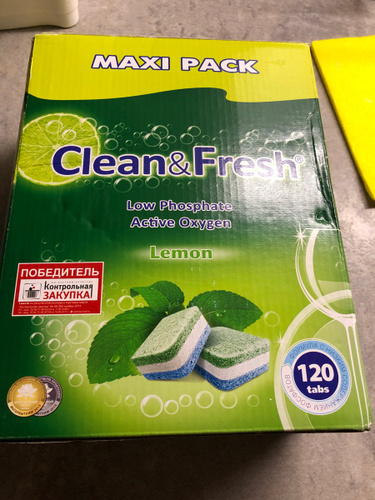 MAXI PACK
Clean&Fresh®
Low Phosphate
Active Oxygen
Lemon
ПОБЕДИТЕЛЬ
Контрольная
ЗАКУПКА!
120
tabs